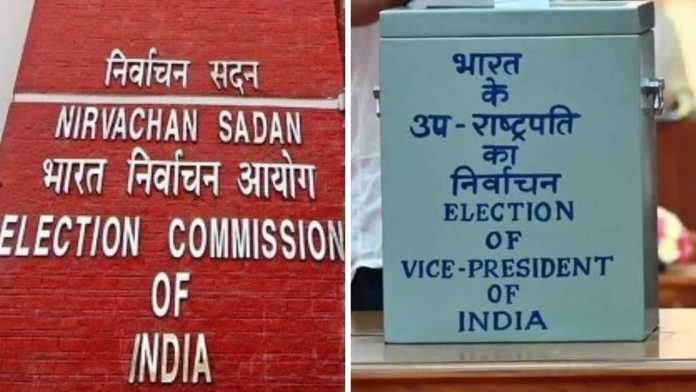 निर्वाचन सदन
NIRVACHAN SADAN
भारत निर्वाचन आयोग
ELECTION COMMISSION
OF
INDIA
भारत
के
उप-राष्ट्रपति
का
निर्वाचन
ELECTION
OF
VICE-PRESIDENT
OF
INDIA